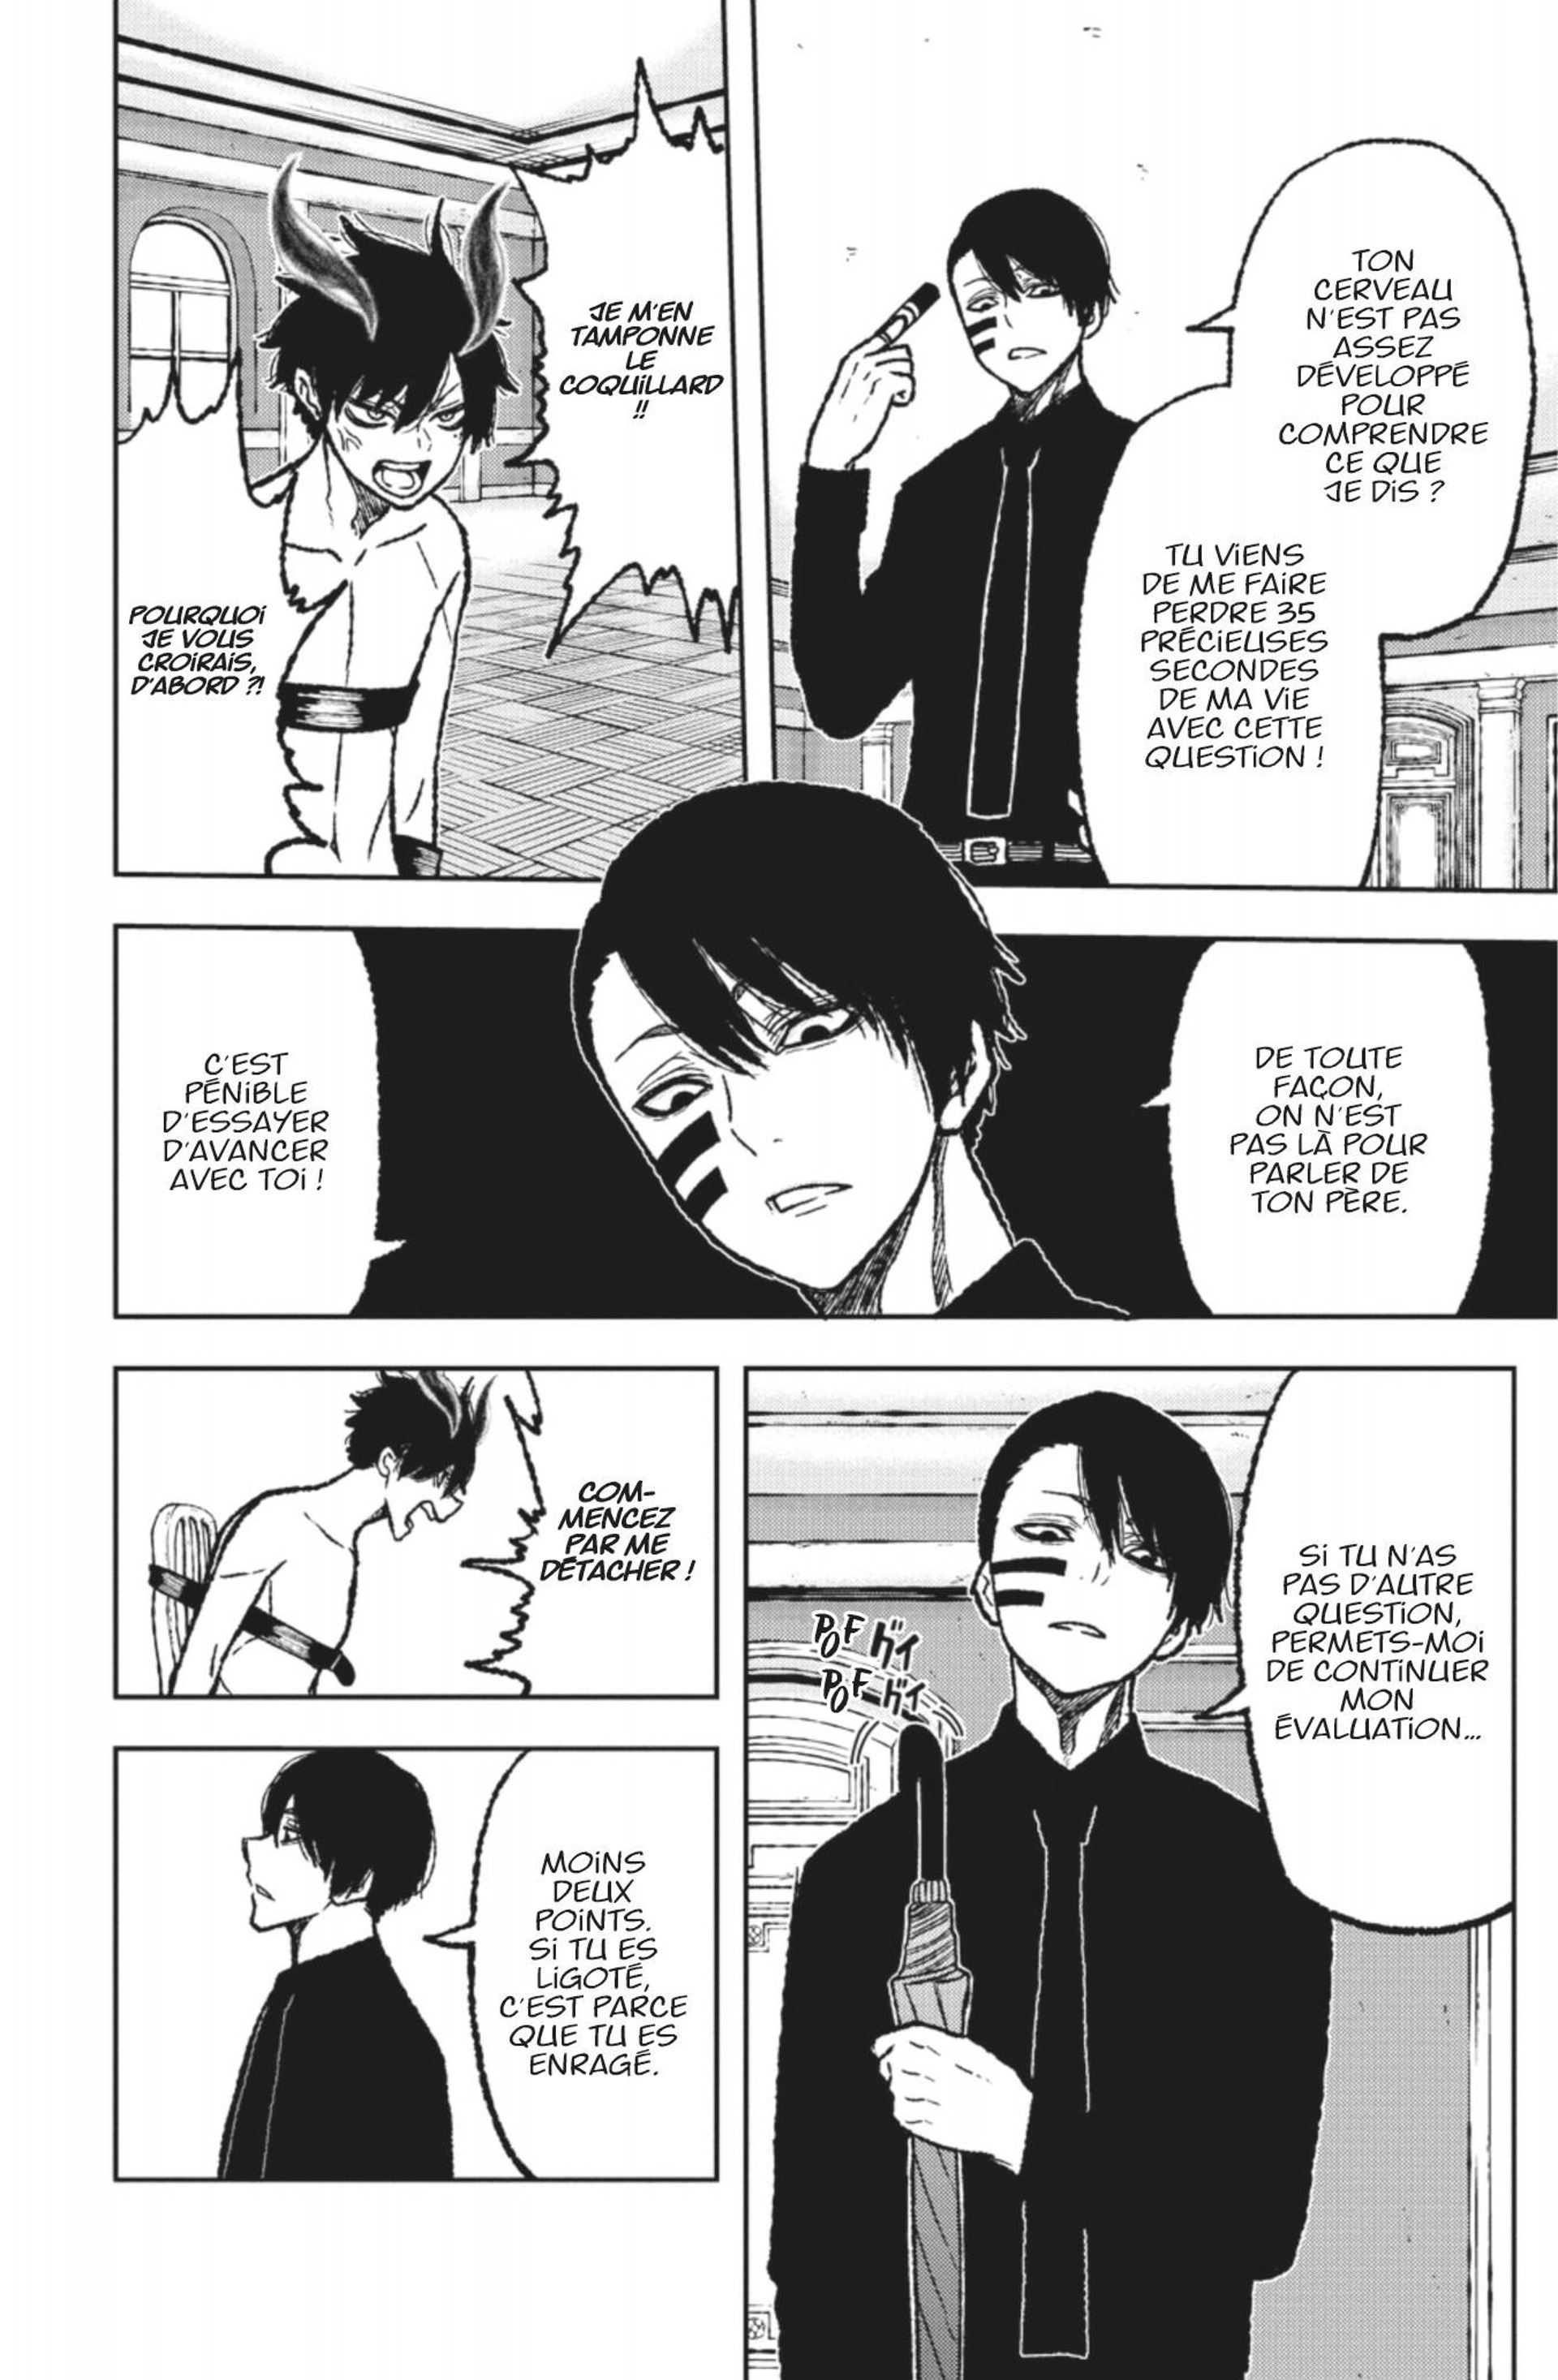 TON
CERVEAU
N'EST PAS
ASSEZ
DÉVELOPPÉ
POUR
COMPRENDRE
CE QUE
JE DIS ?
TU VIENS
DE ME FAIRE
PERDRE 35
PRÉCIEUSES
SECONDES
DE MA VIE
AVEC CETTE
QUESTION !
JE M'EN
TAMPONNE
LE
COQUILLARD
!!
POURQUOI
JE VOUS
CROIRAIS,
D'ABORD ?!
DE TOUTE
FAÇON,
ON N'EST
PAS LÀ POUR
PARLER DE
TON PÈRE.
C'EST
PÉNIBLE
D'ESSAYER
D'AVANCER
AVEC TOI !
SI TU N'AS
PAS D'AUTRE
QUESTION,
PERMETS-MOI
DE CONTINUER
MON
ÉVALUATION...
POF グイ
POF グイ
COM-
MENCEZ
PAR ME
DÉTACHER !
MOINS
DEUX
POINTS.
SI TU ES
LIGOTÉ,
C'EST PARCE
QUE TU ES
ENRAGÉ.